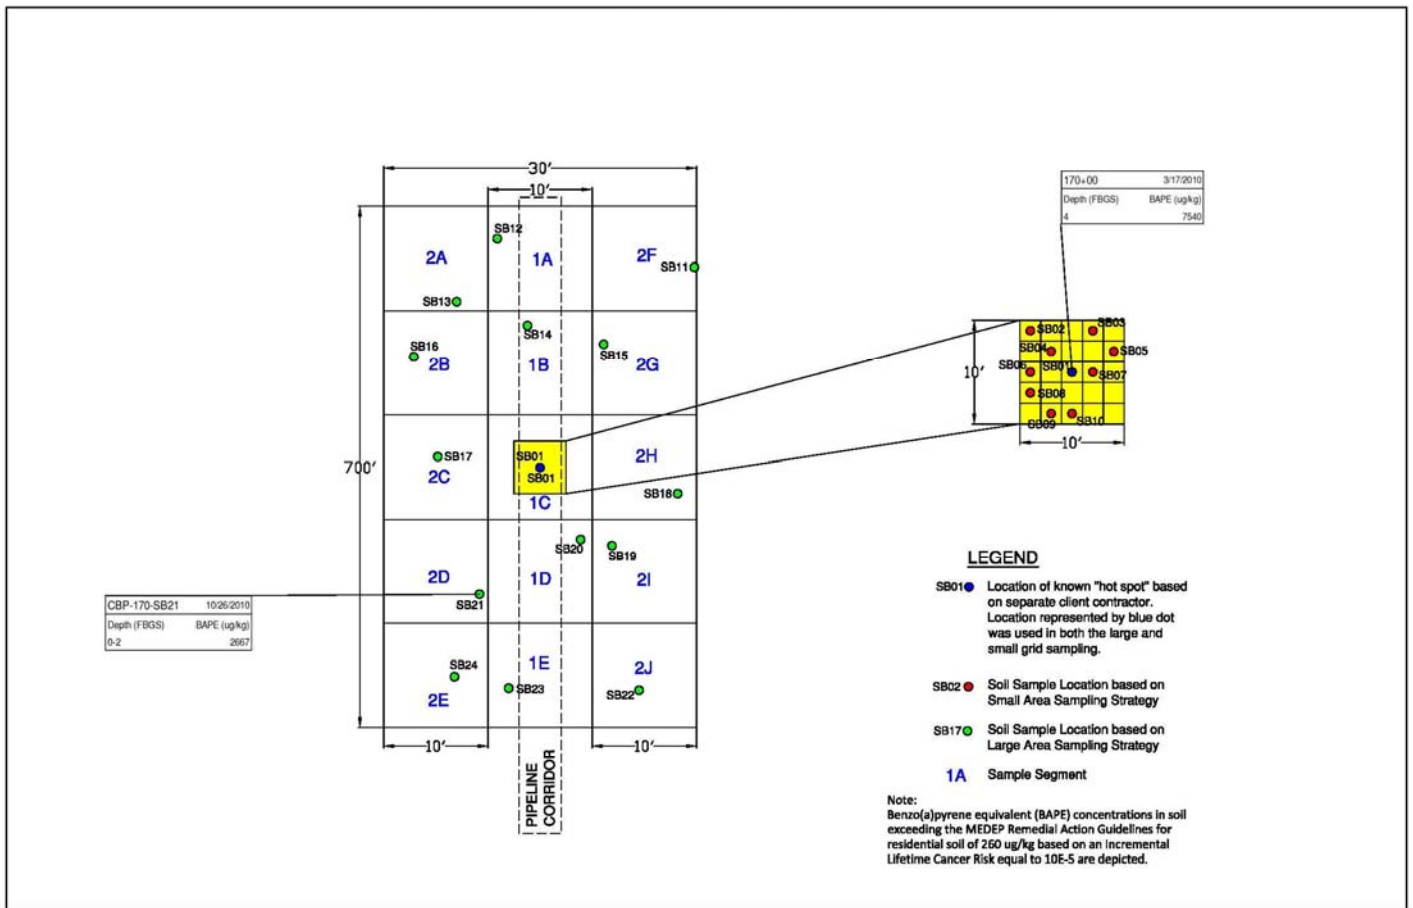 30'
10'
170+00 3/17/2010
Depth (FBGS) BAPE (ug/kg)
4 7540
SB12
2A
1A
2F
SB11
SB13
SB14
SB16
SB15
2B
1B
2G
700'
SB17
SB01
SB01
2H
2C
SB18
1C
SB20
SB19
2D
1D
2I
SB21
CBP-170-SB21 10/26/2010
Depth (FBGS) BAPE (ug/kg)
0-2 2667
SB24
1E
2J
2E
SB23
SB22
10'
10'
PIPELINE
CORRIDOR
SB02
SB03
SB04
SB05
SB06
SB01
SB07
10'
SB08
SB09
SB10
10'
LEGEND
SB01 Location of known "hot spot" based
on separate client contractor.
Location represented by blue dot
was used in both the large and
small grid sampling.
SB02 Soil Sample Location based on
Small Area Sampling Strategy
SB17 Soil Sample Location based on
Large Area Sampling Strategy
1A Sample Segment
Note:
Benzo(a)pyrene equivalent (BAPE) concentrations in soil
exceeding the MEDEP Remedial Action Guidelines for
residential soil of 260 ug/kg based on an Incremental
Lifetime Cancer Risk equal to 10E-5 are depicted.